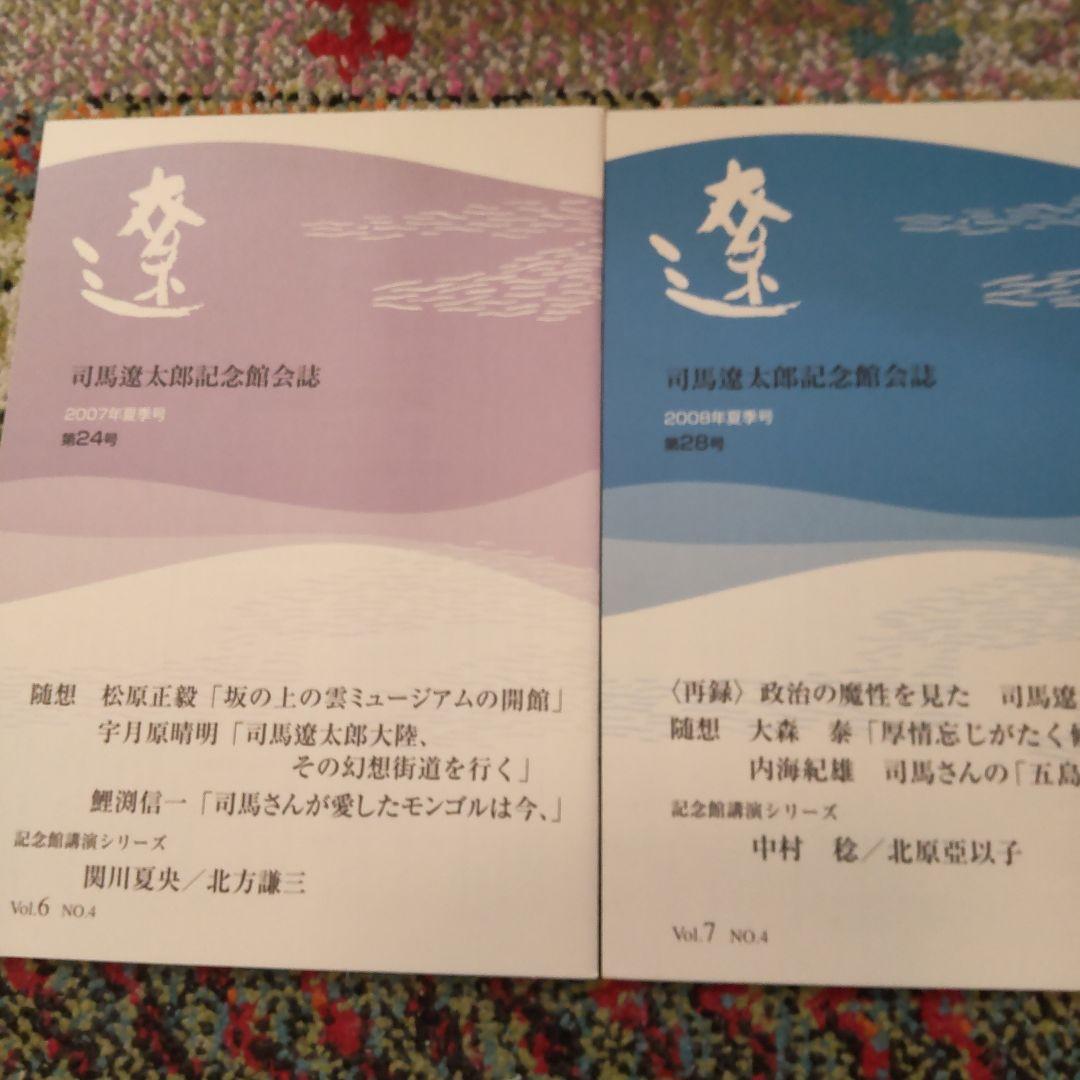 遼
司馬遼太郎記念館会誌
2007年夏季号
第24号
随想 松原正毅「坂の上の雲ミュージアムの開館」
宇月原晴明「司馬遼太郎大陸、
その幻想街道を行く」
鯉渕信一「司馬さんが愛したモンゴルは今、」
記念館講演シリーズ
関川夏央/北方謙三
Vol.6 NO.4
遼
司馬遼太郎記念館会誌
2008年夏季号
第28号
〈再録〉政治の魔性を見た 司馬遼
随想 大森 泰「厚情忘じがたく候
内海紀雄 司馬さんの「五島
記念館講演シリーズ
中村 稔/北原亞以子
Vol.7 NO.4